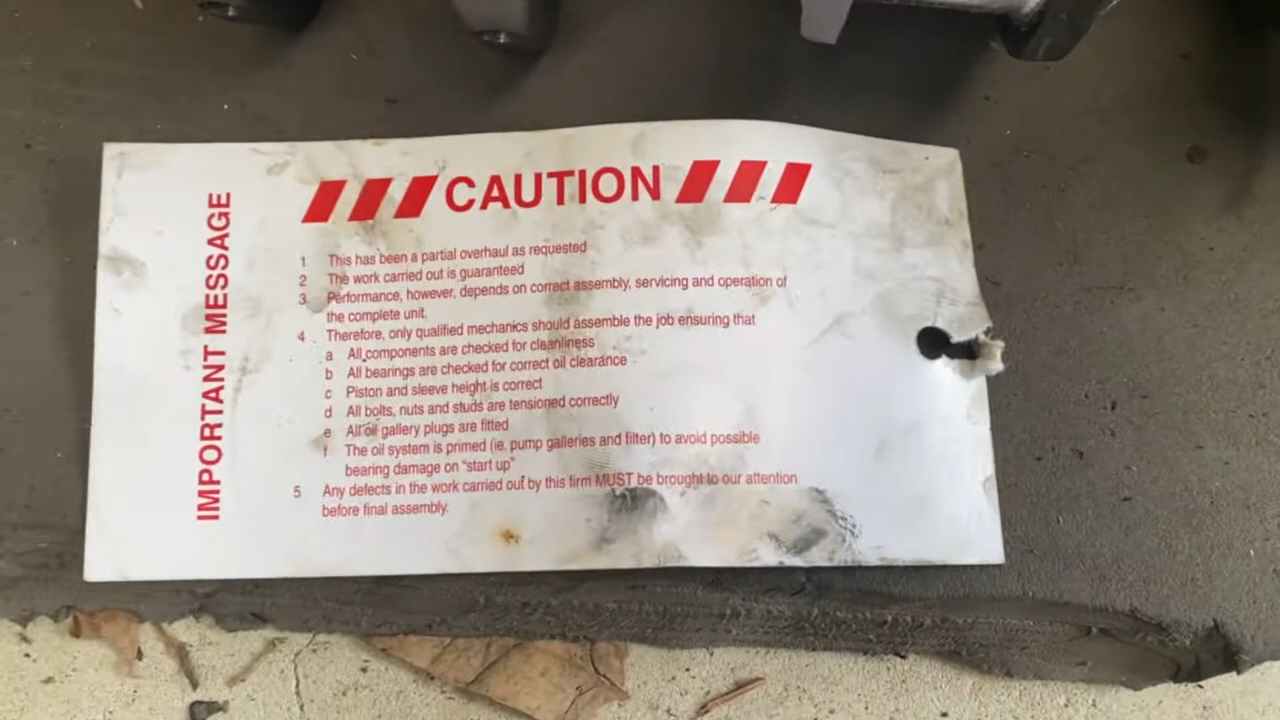 IMPORTANT MESSAGE
CAUTION
1 This has been a partial overhaul as requested
2 The work carried out is guaranteed
3 Performance, however, depends on correct assembly, servicing and operation of
the complete unit.
4 Therefore, only qualified mechanics should assemble the job ensuring that
a All components are checked for cleanliness
b All bearings are checked for correct oil clearance
c Piston and sleeve height is correct
d All bolts, nuts and studs are tensioned correctly
e All oil gallery plugs are fitted
f The oil system is primed (ie. pump galleries and filter) to avoid possible
bearing damage on "start up"
5 Any defects in the work carried out by this firm MUST be brought to our attention
before final assembly.